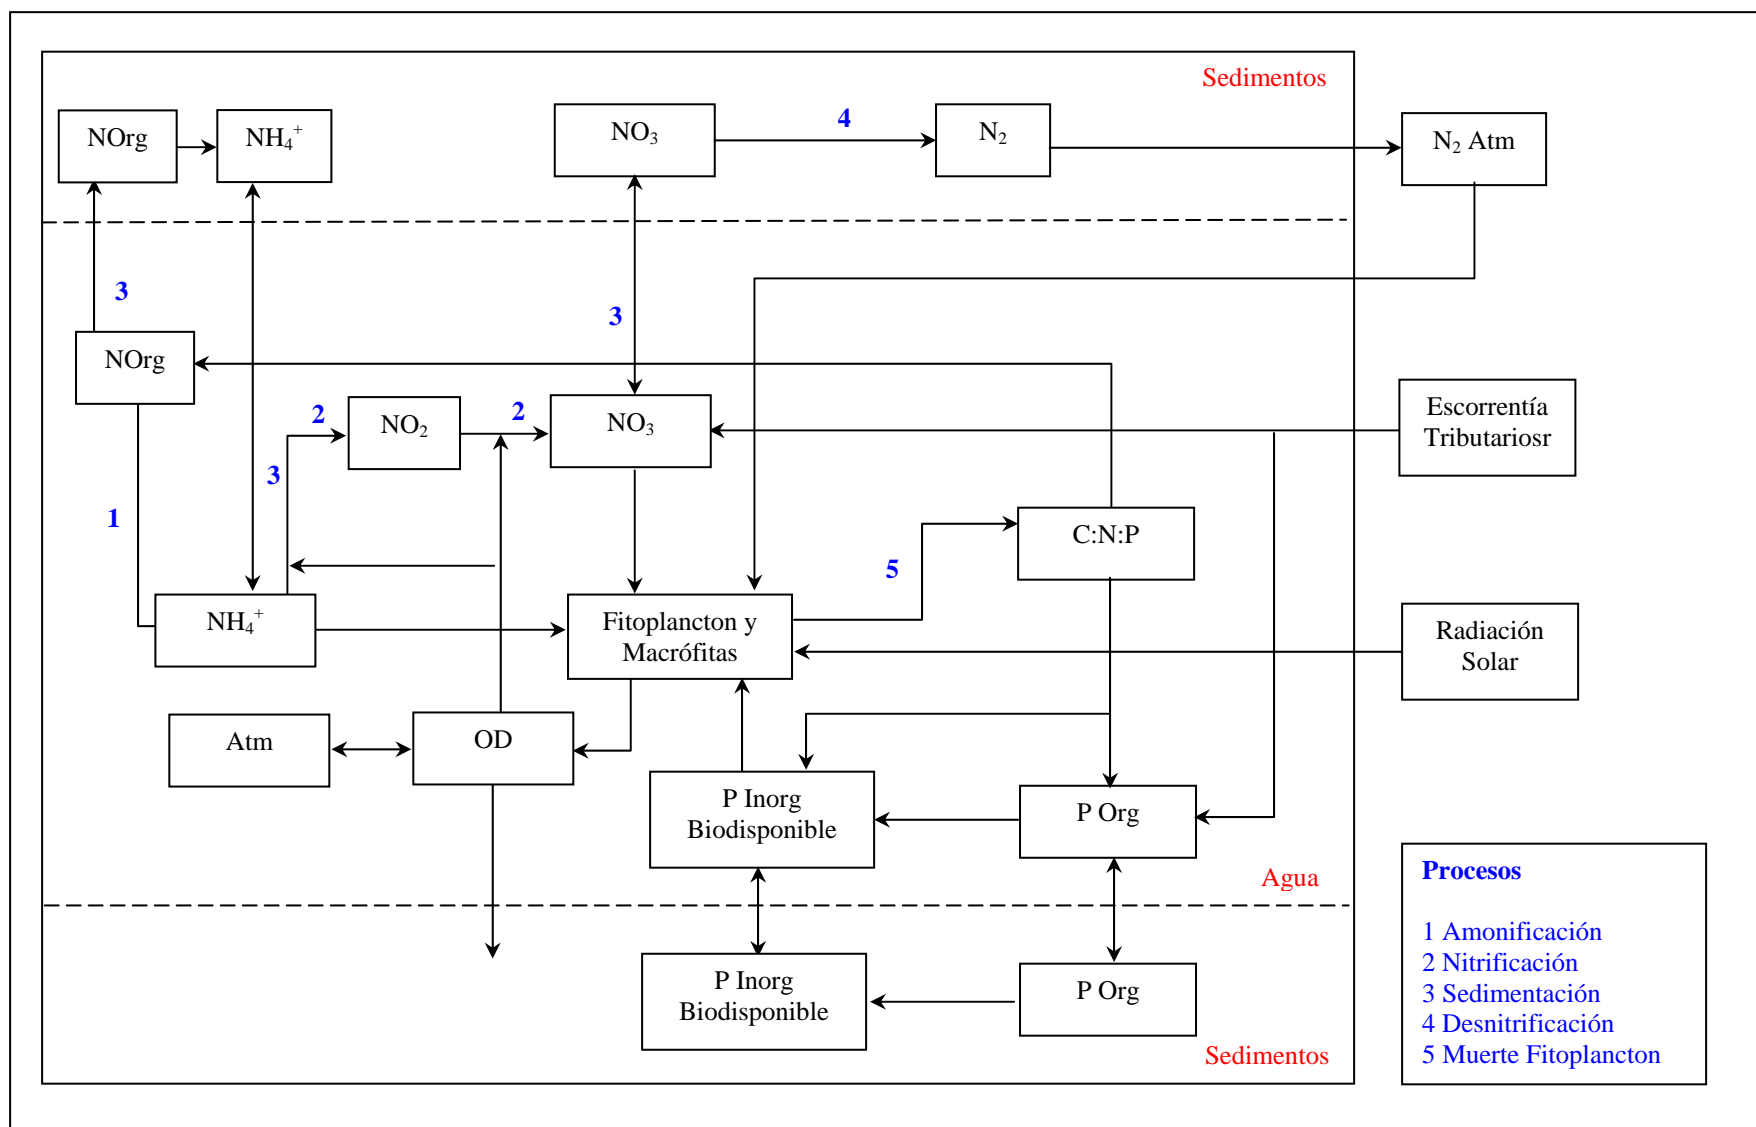 Sedimentos
NOrg
NH₄⁺
NO₃
4
N₂
N₂ Atm
3
3
NOrg
2
NO₂
2
NO₃
Escorrentía
Tributariosr
3
1
C:N:P
5
NH₄⁺
Fitoplancton y
Macrófitas
Radiación
Solar
Atm
OD
P Inorg
Biodisponible
P Org
Agua
P Inorg
Biodisponible
P Org
Sedimentos
Procesos
1 Amonificación
2 Nitrificación
3 Sedimentación
4 Desnitrificación
5 Muerte Fitoplancton